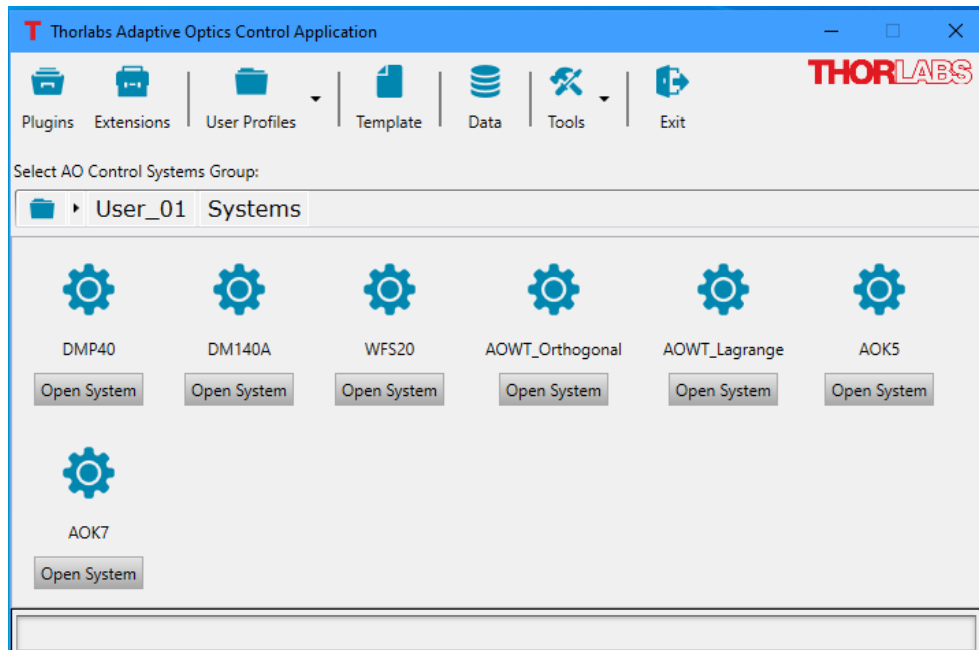 Thorlabs Adaptive Optics Control Application
THORLABS
Plugins Extensions User Profiles Template Data Tools Exit
Select AO Control Systems Group:
User_01 Systems
DMP40 DM140A WFS20 AOWT_Orthogonal AOWT_Lagrange AOK5
Open System Open System Open System Open System Open System Open System
AOK7
Open System